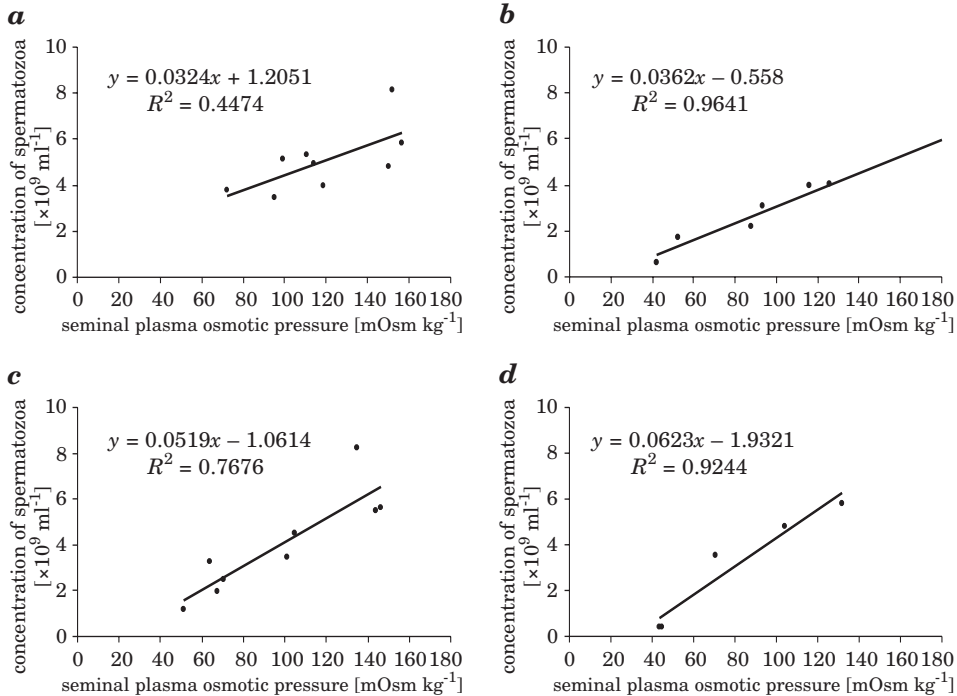 a
concentration of spermatozoa
[×10⁹ ml⁻¹]
10
8
6
4
2
0
y = 0.0324x + 1.2051
R² = 0.4474
0 20 40 60 80 100 120 140 160 180
seminal plasma osmotic pressure [mOsm kg⁻¹]
b
concentration of spermatozoa
[×10⁹ ml⁻¹]
10
8
6
4
2
0
y = 0.0362x − 0.558
R² = 0.9641
0 20 40 60 80 100 120 140 160 180
seminal plasma osmotic pressure [mOsm kg⁻¹]
c
concentration of spermatozoa
[×10⁹ ml⁻¹]
10
8
6
4
2
0
y = 0.0519x − 1.0614
R² = 0.7676
0 20 40 60 80 100 120 140 160 180
seminal plasma osmotic pressure [mOsm kg⁻¹]
d
concentration of spermatozoa
[×10⁹ ml⁻¹]
10
8
6
4
2
0
y = 0.0623x − 1.9321
R² = 0.9244
0 20 40 60 80 100 120 140 160 180
seminal plasma osmotic pressure [mOsm kg⁻¹]